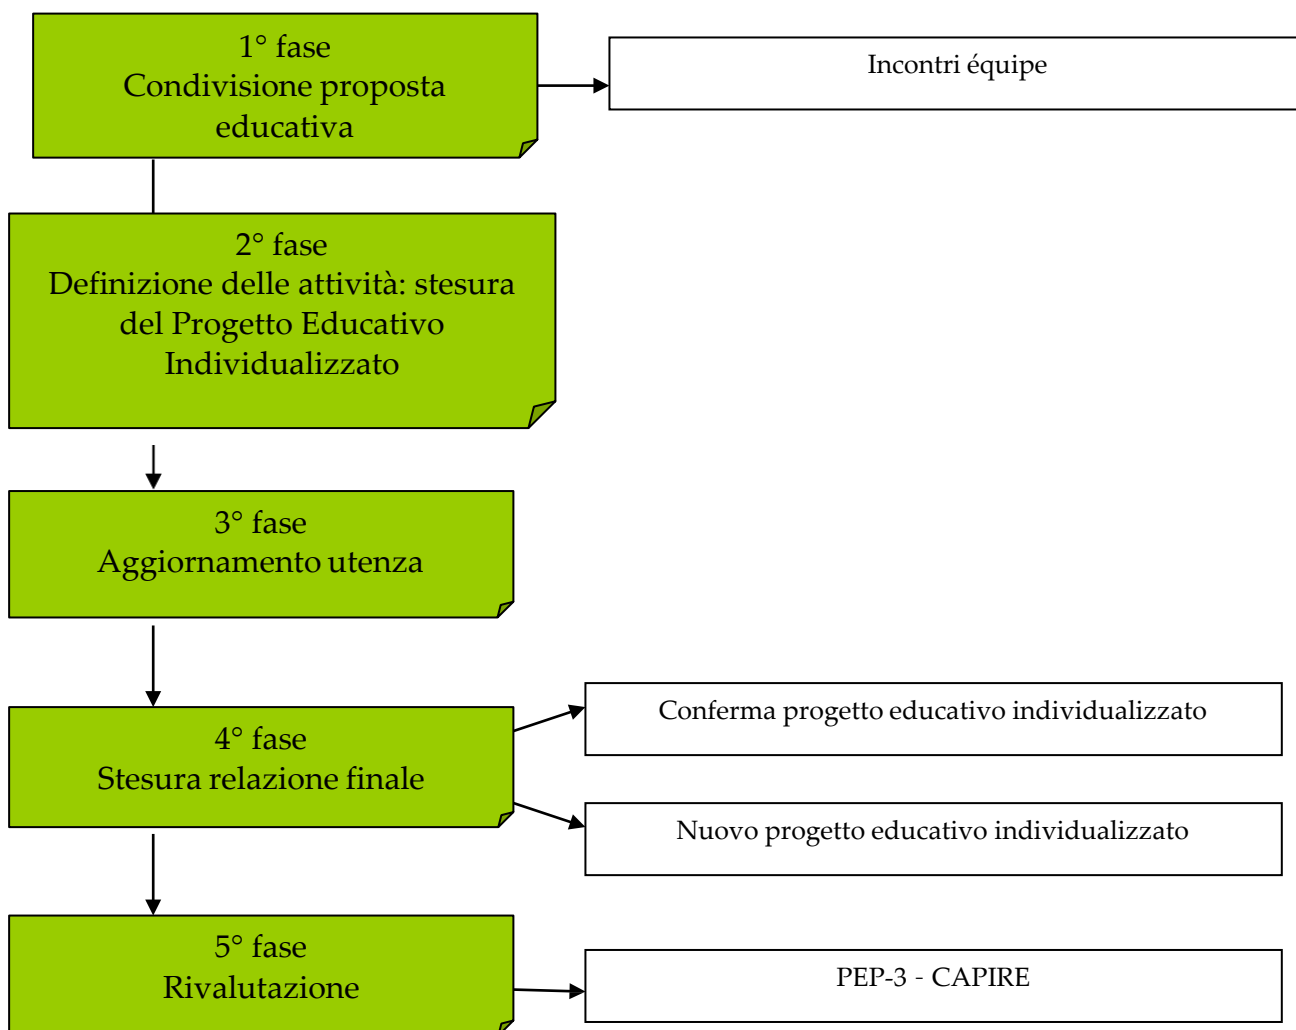 1° fase
Condivisione proposta
educativa
Incontri équipe
2° fase
Definizione delle attività: stesura
del Progetto Educativo
Individualizzato
3° fase
Aggiornamento utenza
4° fase
Stesura relazione finale
Conferma progetto educativo individualizzato
Nuovo progetto educativo individualizzato
5° fase
Rivalutazione
PEP-3 - CAPIRE